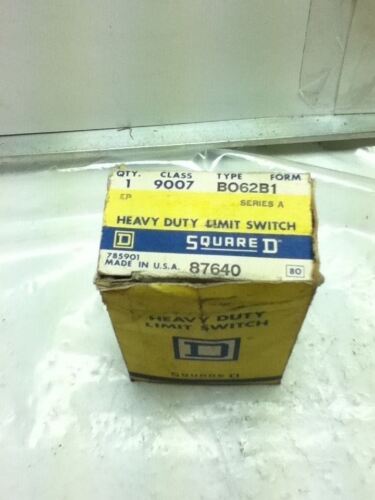 QTY. CLASS TYPE FORM
1 9007 BO62B1
EP SERIES A
HEAVY DUTY LIMIT SWITCH
D SQUARE D
785901
MADE IN U.S.A. 87640 80
HEAVY DUTY
LIMIT SWITCH
D
SQUARE D